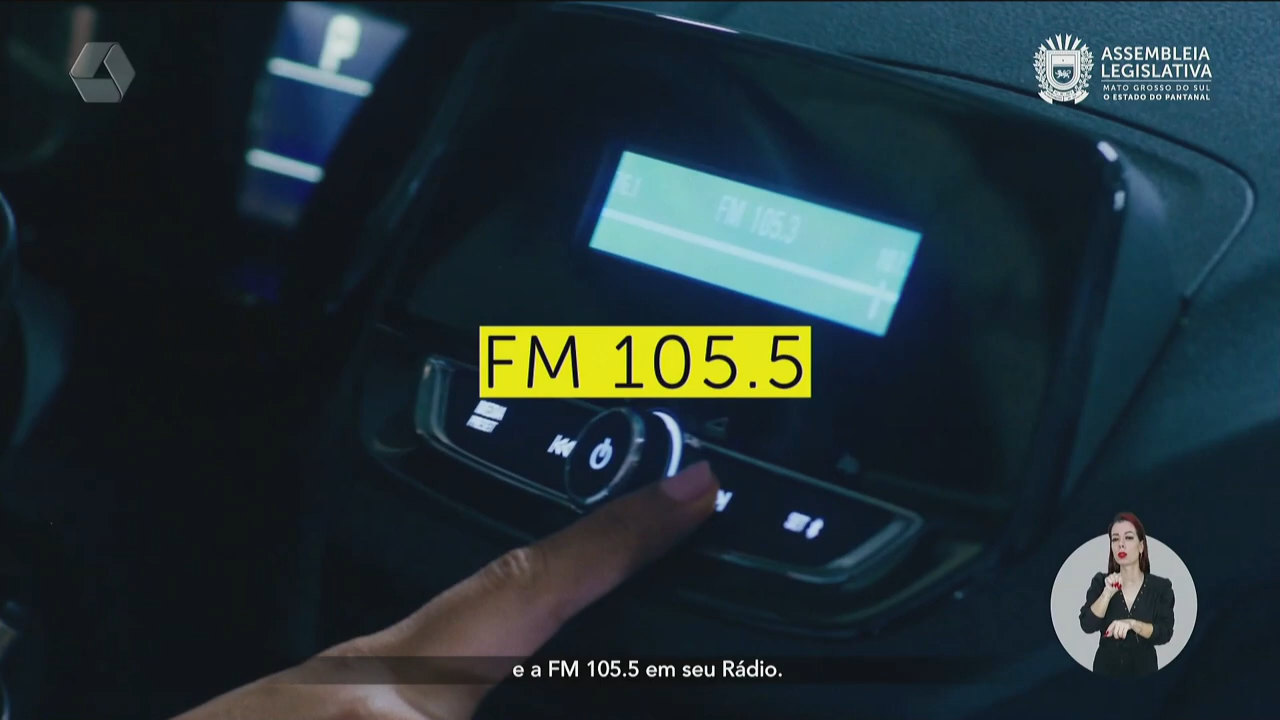 ASSEMBLEIA
LEGISLATIVA
MATO GROSSO DO SUL
O ESTADO DO PANTANAL
FM 105.3
FM 105.5
e a FM 105.5 em seu Rádio.